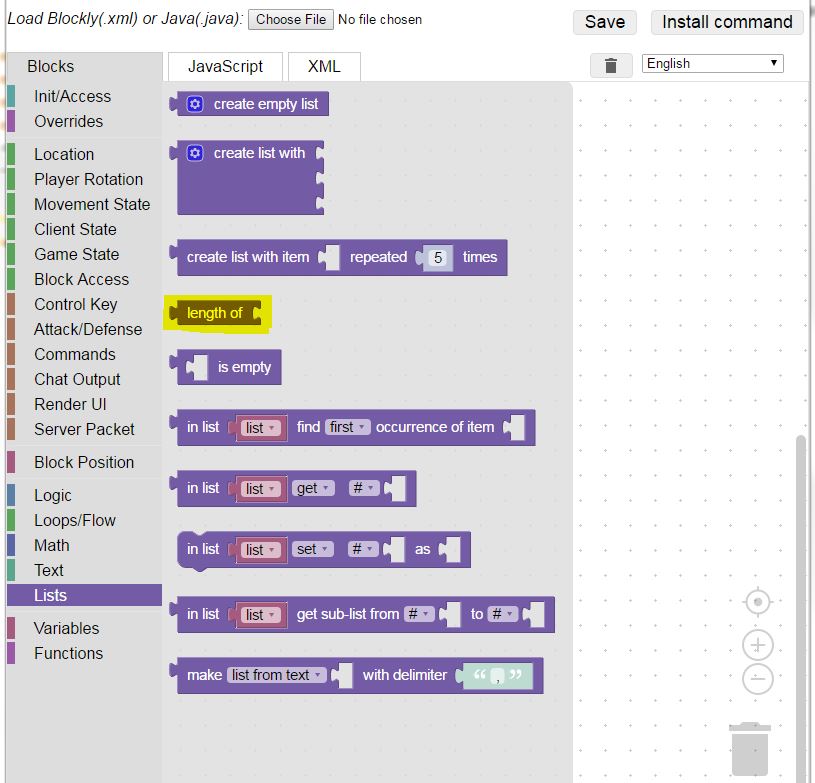 Load Blockly(.xml) or Java(.java): Choose File No file chosen
Save
Install command
Blocks
JavaScript
XML
English
Init/Access
Overrides
Location
Player Rotation
Movement State
Client State
Game State
Block Access
Control Key
Attack/Defense
Commands
Chat Output
Render UI
Server Packet
Block Position
Logic
Loops/Flow
Math
Text
Lists
Variables
Functions
create empty list
create list with
create list with item repeated 5 times
length of
is empty
in list list find first occurrence of item
in list list get #
in list list set # as
in list list get sub-list from # to #
make list from text with delimiter “ , ”